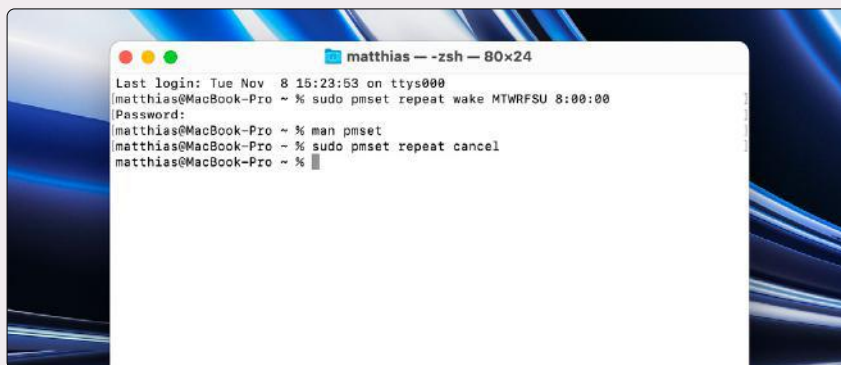 matthias — -zsh — 80×24
Last login: Tue Nov  8 15:23:53 on ttys000
[matthias@MacBook-Pro ~ % sudo pmset repeat wake MTWRFSU 8:00:00 ]
[Password: ]
[matthias@MacBook-Pro ~ % man pmset ]
[matthias@MacBook-Pro ~ % sudo pmset repeat cancel ]
matthias@MacBook-Pro ~ %